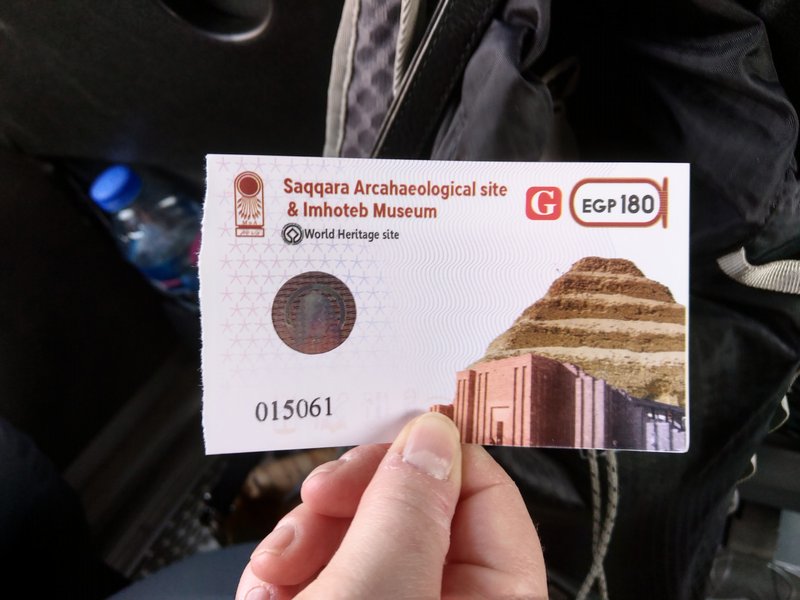 Saqqara Arcahaeological site
& Imhoteb Museum
World Heritage site
G
EGP 180
015061